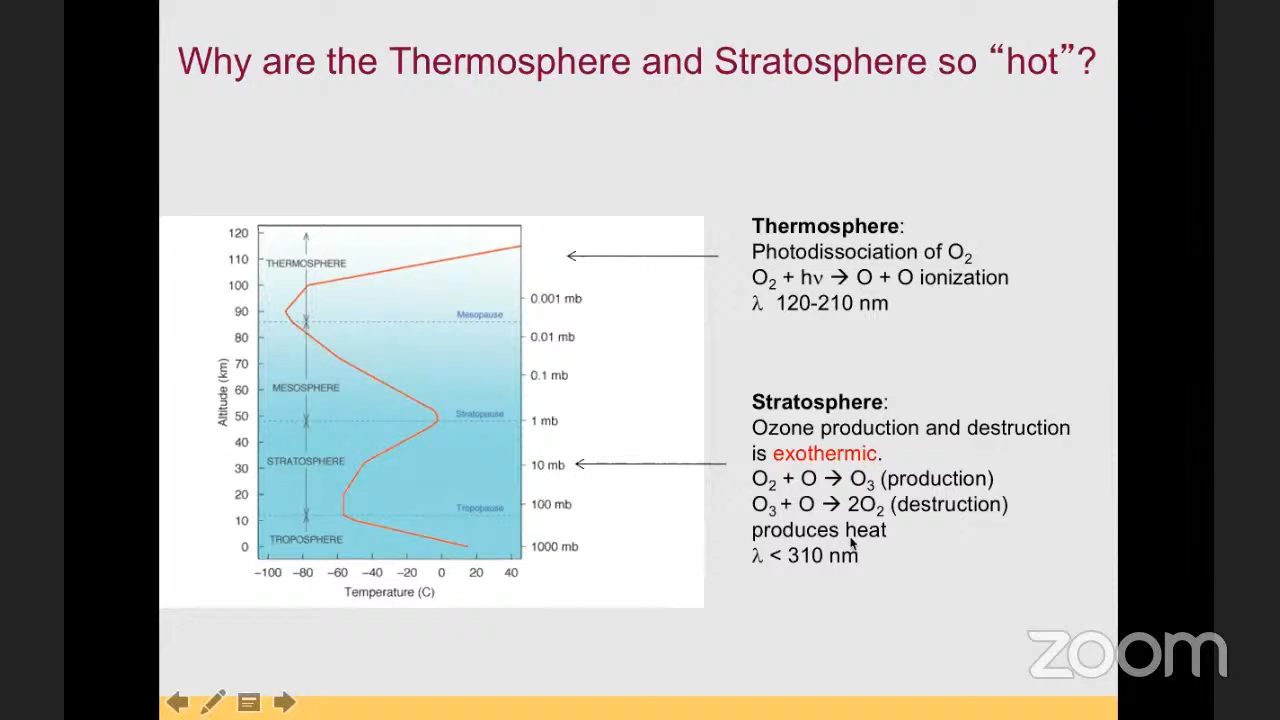 Why are the Thermosphere and Stratosphere so “hot”?
120
110
100
90
80
70
60
50
40
30
20
10
0
Altitude (km)
THERMOSPHERE
Mesopause
MESOSPHERE
Stratopause
STRATOSPHERE
Tropopause
TROPOSPHERE
0.001 mb
0.01 mb
0.1 mb
1 mb
10 mb
100 mb
1000 mb
−100 −80 −60 −40 −20 0 20 40
Temperature (C)
Thermosphere:
Photodissociation of O₂
O₂ + hν → O + O ionization
λ 120-210 nm
Stratosphere:
Ozone production and destruction
is exothermic.
O₂ + O → O₃ (production)
O₃ + O → 2O₂ (destruction)
produces heat
λ < 310 nm
zoom